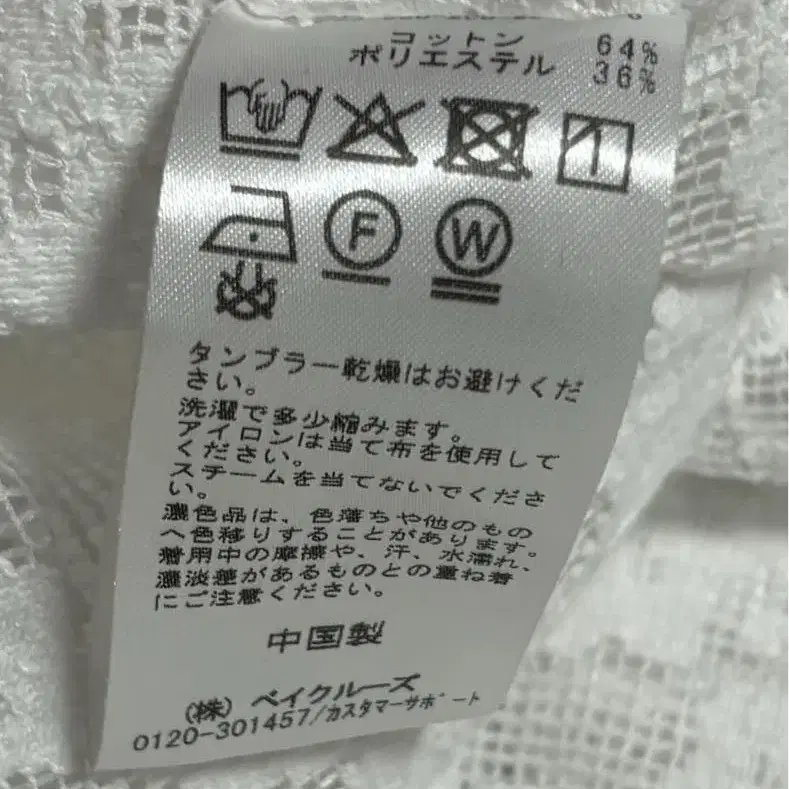 コットン 64%
ポリエステル 36%
F W
タンブラー乾燥はお避けくだ
さい。
洗濯で多少縮みます。
アイロンは当て布を使用して
ください。
スチームを当てないでくださ
い。
濃色品は、色落ちや他のもの
へ色移りすることがあります。
着用中の摩擦や、汗、水濡れ、
濃淡差があるものとの重ね着
にご注意ください。
中国製
(株) ベイクルーズ
0120-301457/カスタマーサポート